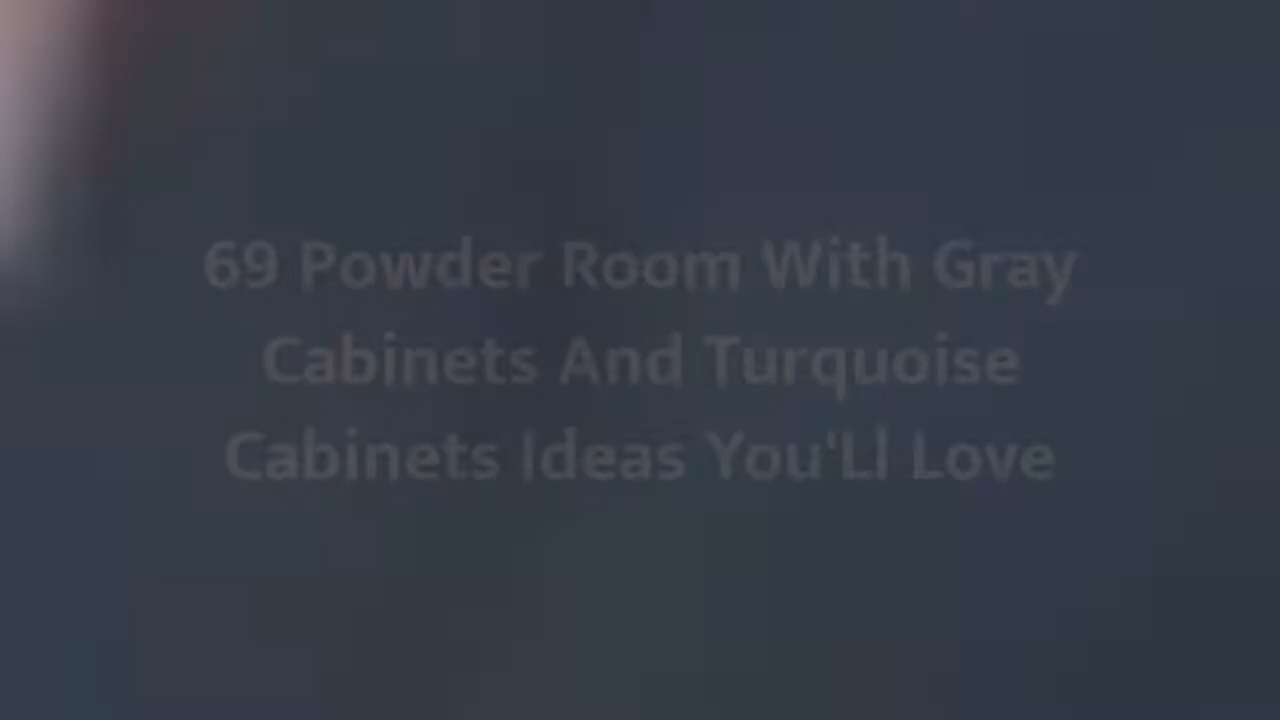 69 Powder Room With Gray
Cabinets And Turquoise
Cabinets Ideas You'Ll Love